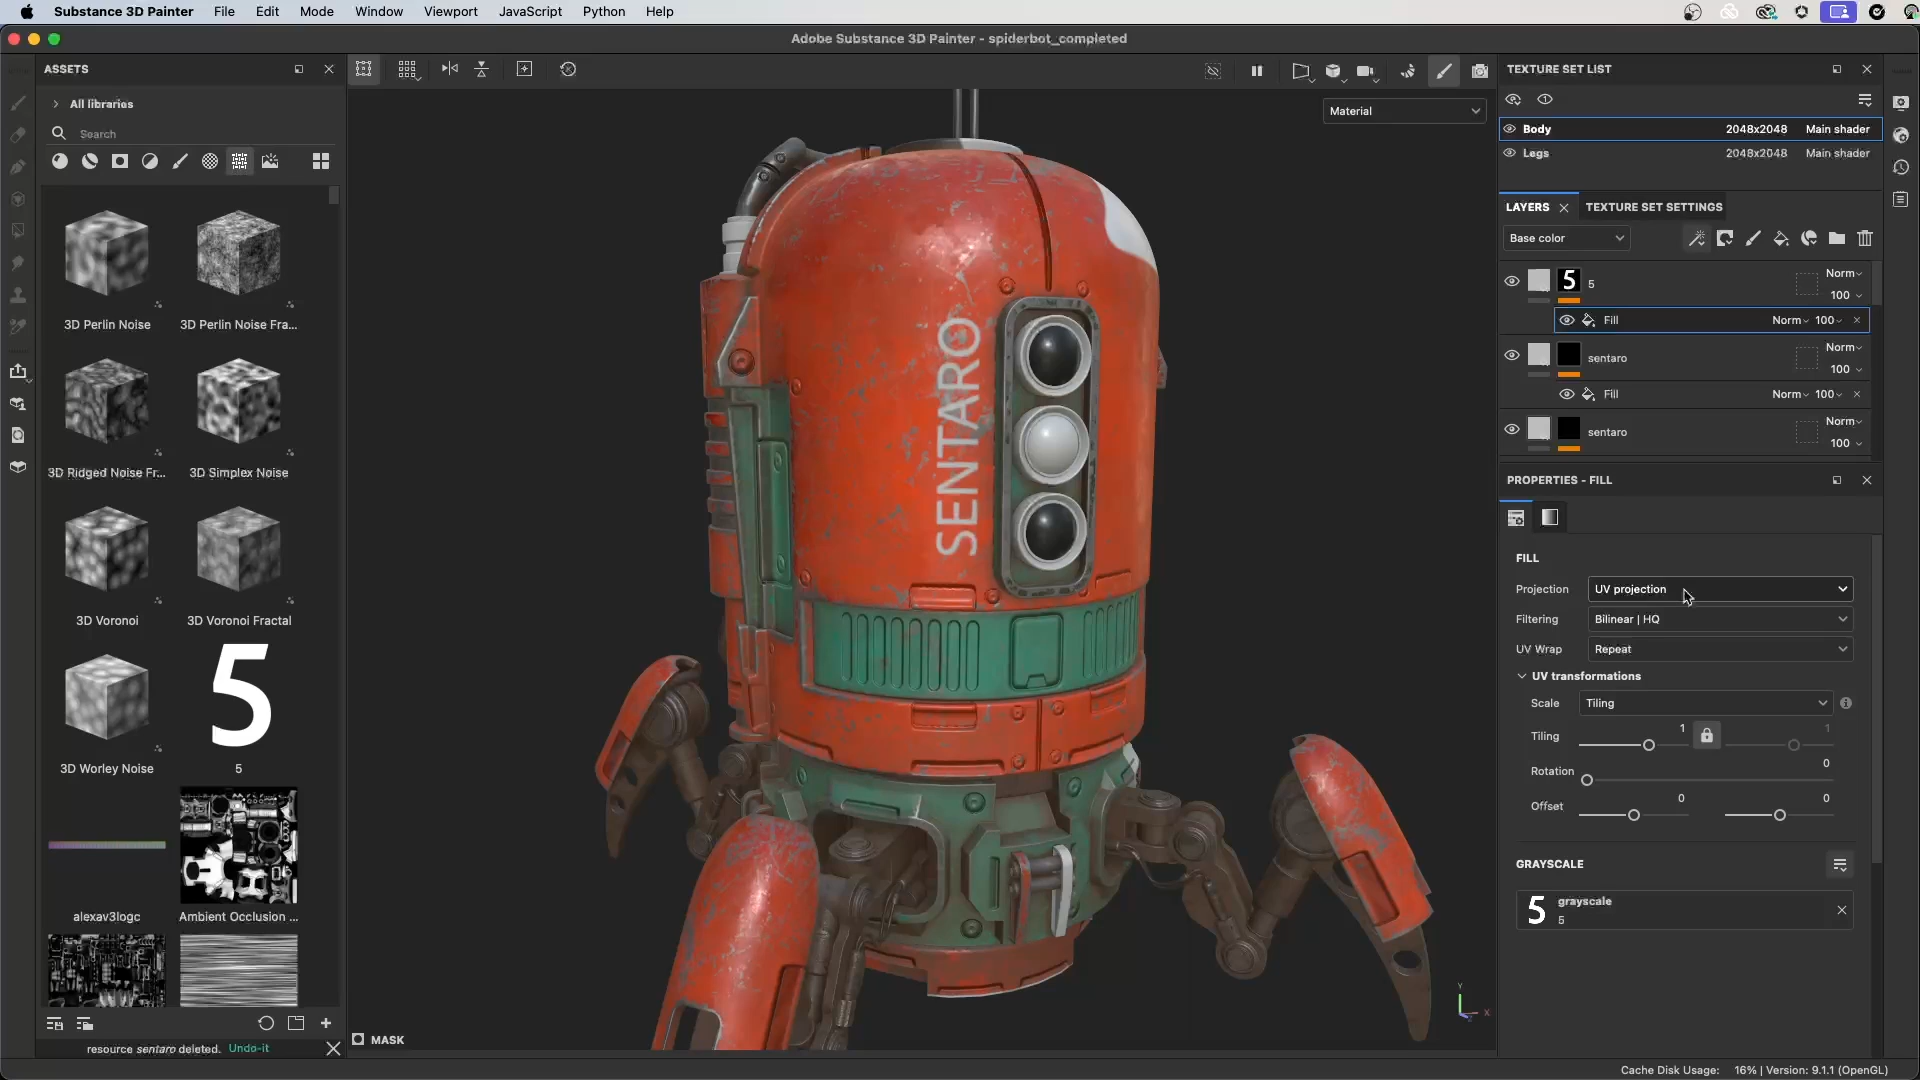 Substance 3D Painter File Edit Mode Window Viewport JavaScript Python Help
Adobe Substance 3D Painter - spiderbot_completed
ASSETS
All libraries
Search
3D Perlin Noise
3D Perlin Noise Fra...
3D Ridged Noise Fr...
3D Simplex Noise
3D Voronoi
3D Voronoi Fractal
5
3D Worley Noise
5
alexav3logc
Ambient Occlusion ...
resource sentaro deleted. Undo-it
Material
SENTARO
MASK
Y
X
TEXTURE SET LIST
Body 2048x2048 Main shader
Legs 2048x2048 Main shader
LAYERS TEXTURE SET SETTINGS
Base color
5 5 Norm
100
Fill Norm 100
sentaro Norm
100
Fill Norm 100
sentaro Norm
100
PROPERTIES - FILL
FILL
Projection UV projection
Filtering Bilinear | HQ
UV Wrap Repeat
UV transformations
Scale Tiling
Tiling 1 1
Rotation 0
Offset 0 0
GRAYSCALE
5 grayscale
5
Cache Disk Usage: 16% | Version: 9.1.1 (OpenGL)